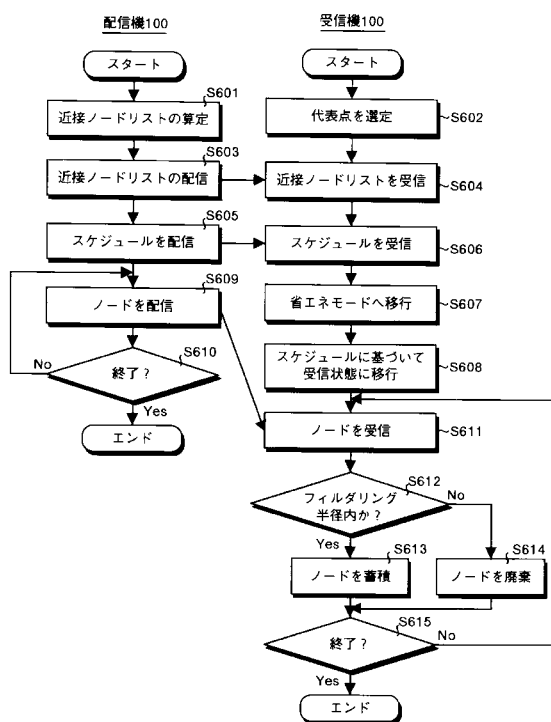 配信機100
スタート
S601
近接ノードリストの算定
S603
近接ノードリストの配信
S605
スケジュールを配信
S609
ノードを配信
S610
終了?
No
Yes
エンド
受信機100
スタート
代表点を選定
S602
近接ノードリストを受信
S604
スケジュールを受信
S606
省エネモードへ移行
S607
スケジュールに基づいて
受信状態に移行
S608
ノードを受信
S611
S612
フィルダリング
半径内か?
No
Yes
S613
ノードを蓄積
S614
ノードを廃棄
S615
終了?
No
Yes
エンド